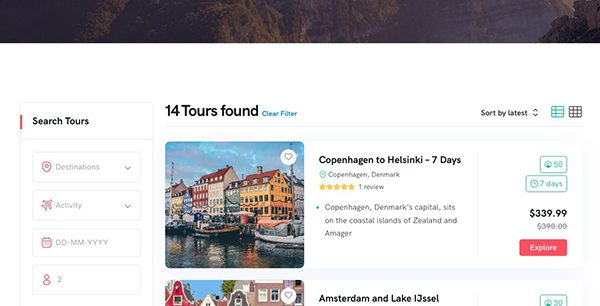 14 Tours found Clear Filter
Sort by latest
Search Tours
Destinations
Activity
DD-MM-YYYY
2
Copenhagen to Helsinki – 7 Days
Copenhagen, Denmark
1 review
Copenhagen, Denmark's capital, sits
on the coastal islands of Zealand and
Amager
50
7 days
$339.99
$390.00
Explore
Amsterdam and Lake IJssel
30